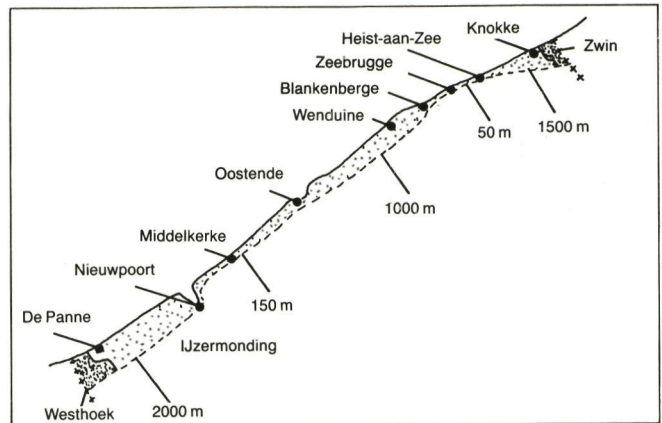 Knokke
Heist-aan-Zee
Zwin
Zeebrugge
Blankenberge
Wenduine
50 m
1500 m
Oostende
1000 m
Middelkerke
Nieuwpoort
150 m
De Panne
IJzermonding
Westhoek
2000 m